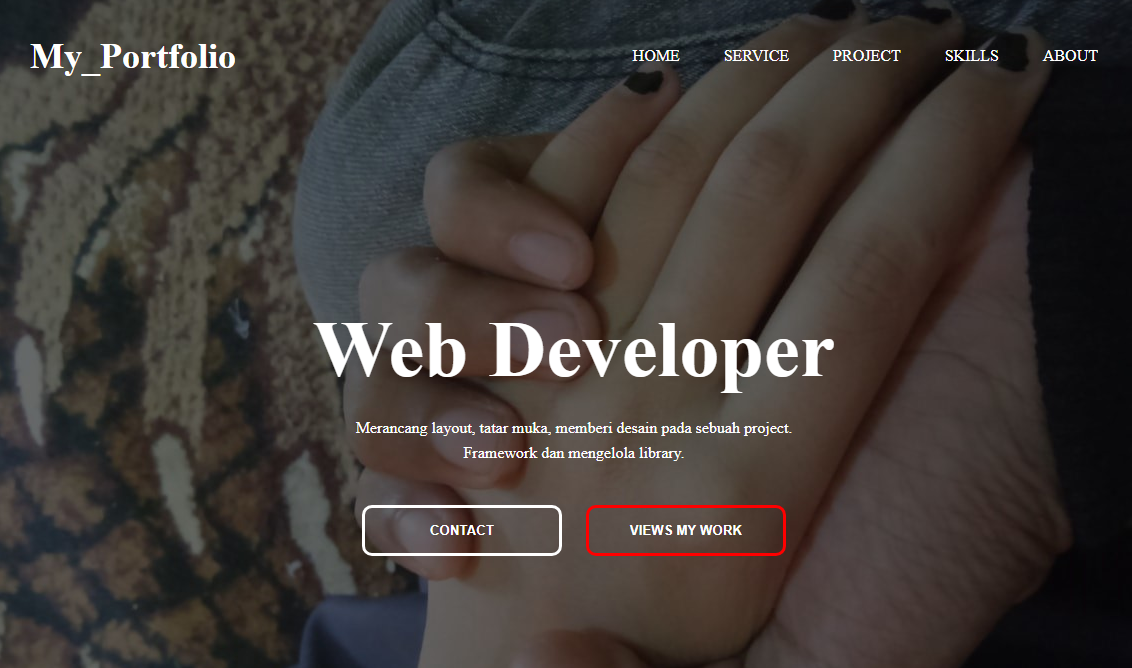 My_Portfolio
HOME SERVICE PROJECT SKILLS ABOUT
Web Developer
Merancang layout, tatar muka, memberi desain pada sebuah project.
Framework dan mengelola library.
CONTACT VIEWS MY WORK